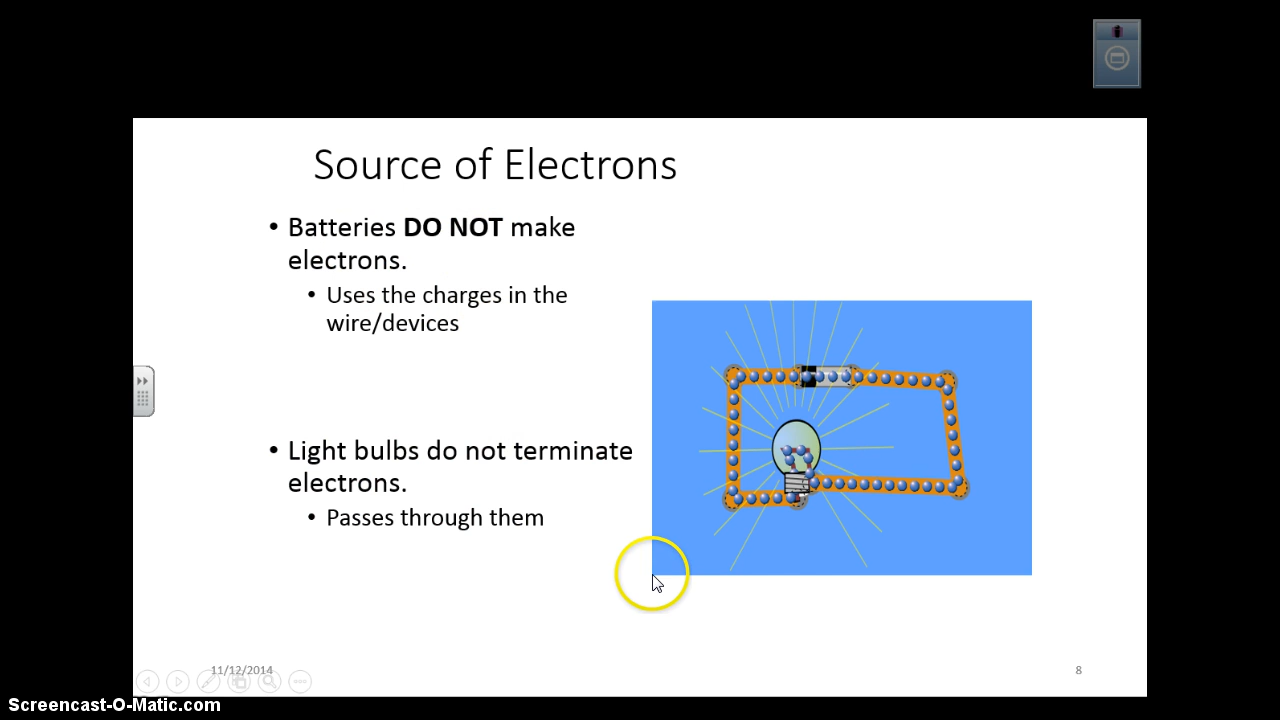 Source of Electrons
• Batteries DO NOT make
electrons.
• Uses the charges in the
wire/devices
• Light bulbs do not terminate
electrons.
• Passes through them
11/12/2014
8
Screencast-O-Matic.com